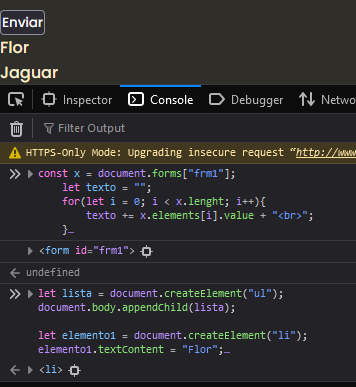 Enviar
Flor
Jaguar
Inspector Console Debugger Netwo
Filter Output
HTTPS-Only Mode: Upgrading insecure request “http://www
const x = document.forms["frm1"];
let texto = "";
for(let i = 0; i < x.lenght; i++){
texto += x.elements[i].value + "<br>";
}…
<form id="frm1">
undefined
let lista = document.createElement("ul");
document.body.appendChild(lista);
let elemento1 = document.createElement("li");
elemento1.textContent = "Flor";…
<li>